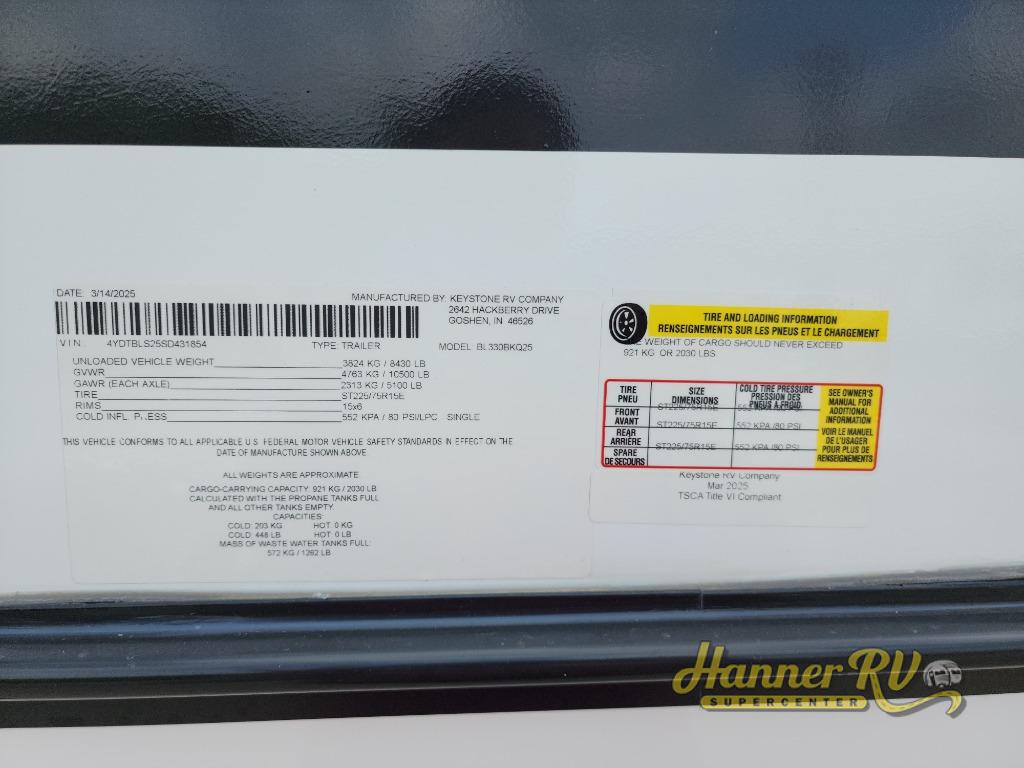 DATE: 3/14/2025
MANUFACTURED BY: KEYSTONE RV COMPANY
2642 HACKBERRY DRIVE
GOSHEN, IN 46526
V I N : 4YDTBLS25SD431854 TYPE: TRAILER MODEL: BL330BKQ25
UNLOADED VEHICLE WEIGHT 3824 KG / 8430 LB
GVWR 4763 KG / 10500 LB
GAWR (EACH AXLE) 2313 KG / 5100 LB
TIRE ST225/75R15E
RIMS 15x6
COLD INFL. 552 KPA / 80 PSI/LPC SINGLE
THIS VEHICLE CONFORMS TO ALL APPLICABLE U.S. FEDERAL MOTOR VEHICLE SAFETY STANDARDS IN EFFECT ON THE
DATE OF MANUFACTURE SHOWN ABOVE.
ALL WEIGHTS ARE APPROXIMATE
CARGO-CARRYING CAPACITY: 921 KG / 2030 LB
CALCULATED WITH THE PROPANE TANKS FULL
AND ALL OTHER TANKS EMPTY.
CAPACITIES:
COLD: 203 KG HOT: 0 KG
COLD: 448 LB HOT: 0 LB
MASS OF WASTE WATER TANKS FULL:
572 KG / 1262 LB
TIRE AND LOADING INFORMATION
RENSEIGNEMENTS SUR LES PNEUS ET LE CHARGEMENT
WEIGHT OF CARGO SHOULD NEVER EXCEED
921 KG OR 2030 LBS.
TIRE PNEU SIZE DIMENSIONS COLD TIRE PRESSURE PRESSION DES PNEUS A FROID
FRONT AVANT ST225/75R15E 552 KPA /80 PSI
REAR ARRIÈRE ST225/75R15E 552 KPA /80 PSI
SPARE DE SECOURS ST225/75R15E 552 KPA /80 PSI
SEE OWNER'S
MANUAL FOR
ADDITIONAL
INFORMATION
VOIR LE MANUEL
DE L'USAGER
POUR PLUS DE
RENSEIGNEMENTS
Keystone RV Company
Mar 2025
TSCA Title VI Compliant
Hanner RV
SUPERCENTER